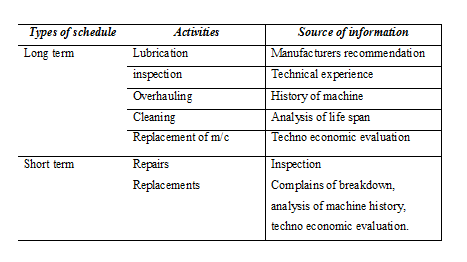 Types of schedule Activities Source of information
Long term Lubrication Manufacturers recommendation
inspection Technical experience
Overhauling History of machine
Cleaning Analysis of life span
Replacement of m/c Techno economic evaluation
Short term Repairs Inspection
Replacements Complains of breakdown,
analysis of machine history,
techno economic evaluation.